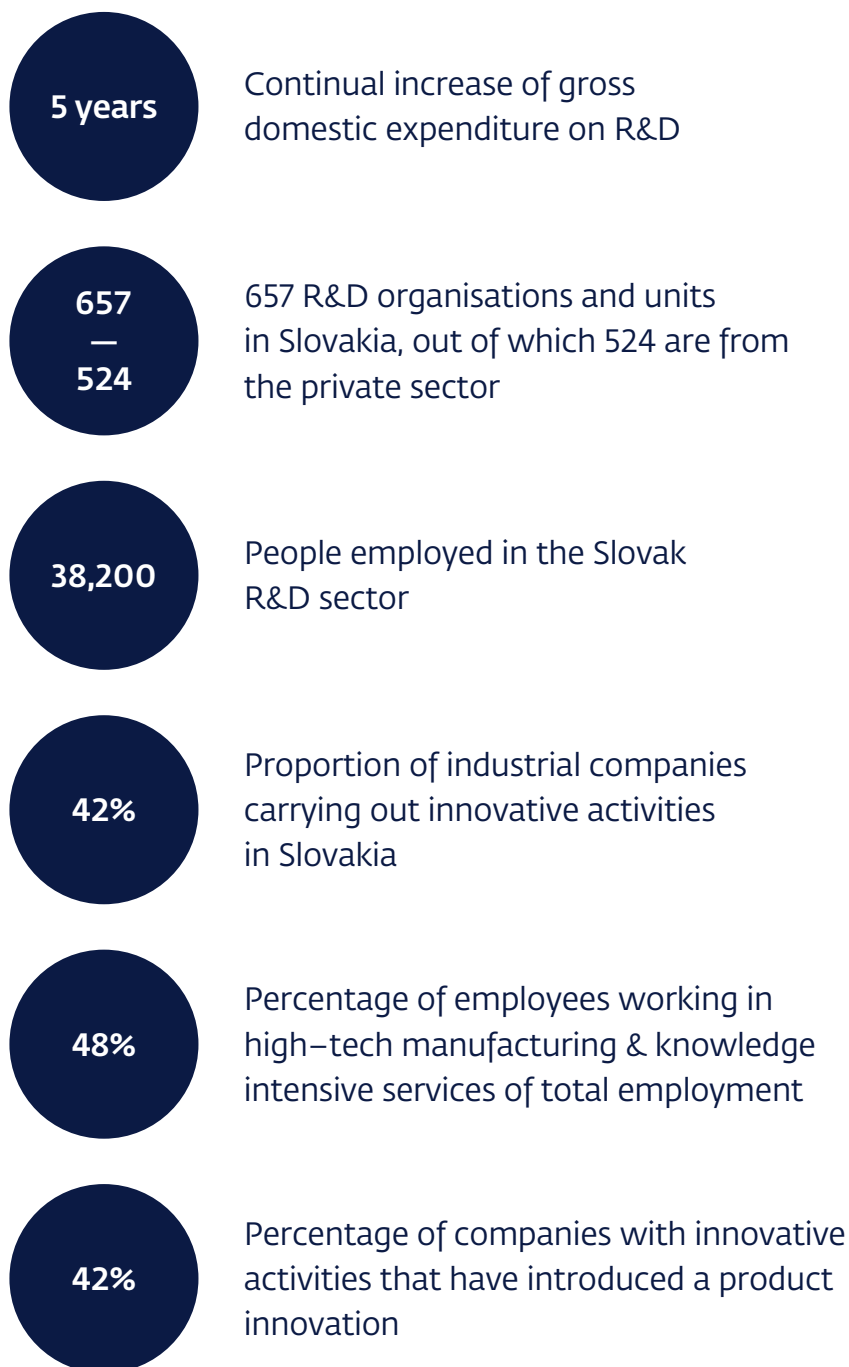 5 years
Continual increase of gross
domestic expenditure on R&D
657
—
524
657 R&D organisations and units
in Slovakia, out of which 524 are from
the private sector
38,200
People employed in the Slovak
R&D sector
42%
Proportion of industrial companies
carrying out innovative activities
in Slovakia
48%
Percentage of employees working in
high–tech manufacturing & knowledge
intensive services of total employment
42%
Percentage of companies with innovative
activities that have introduced a product
innovation